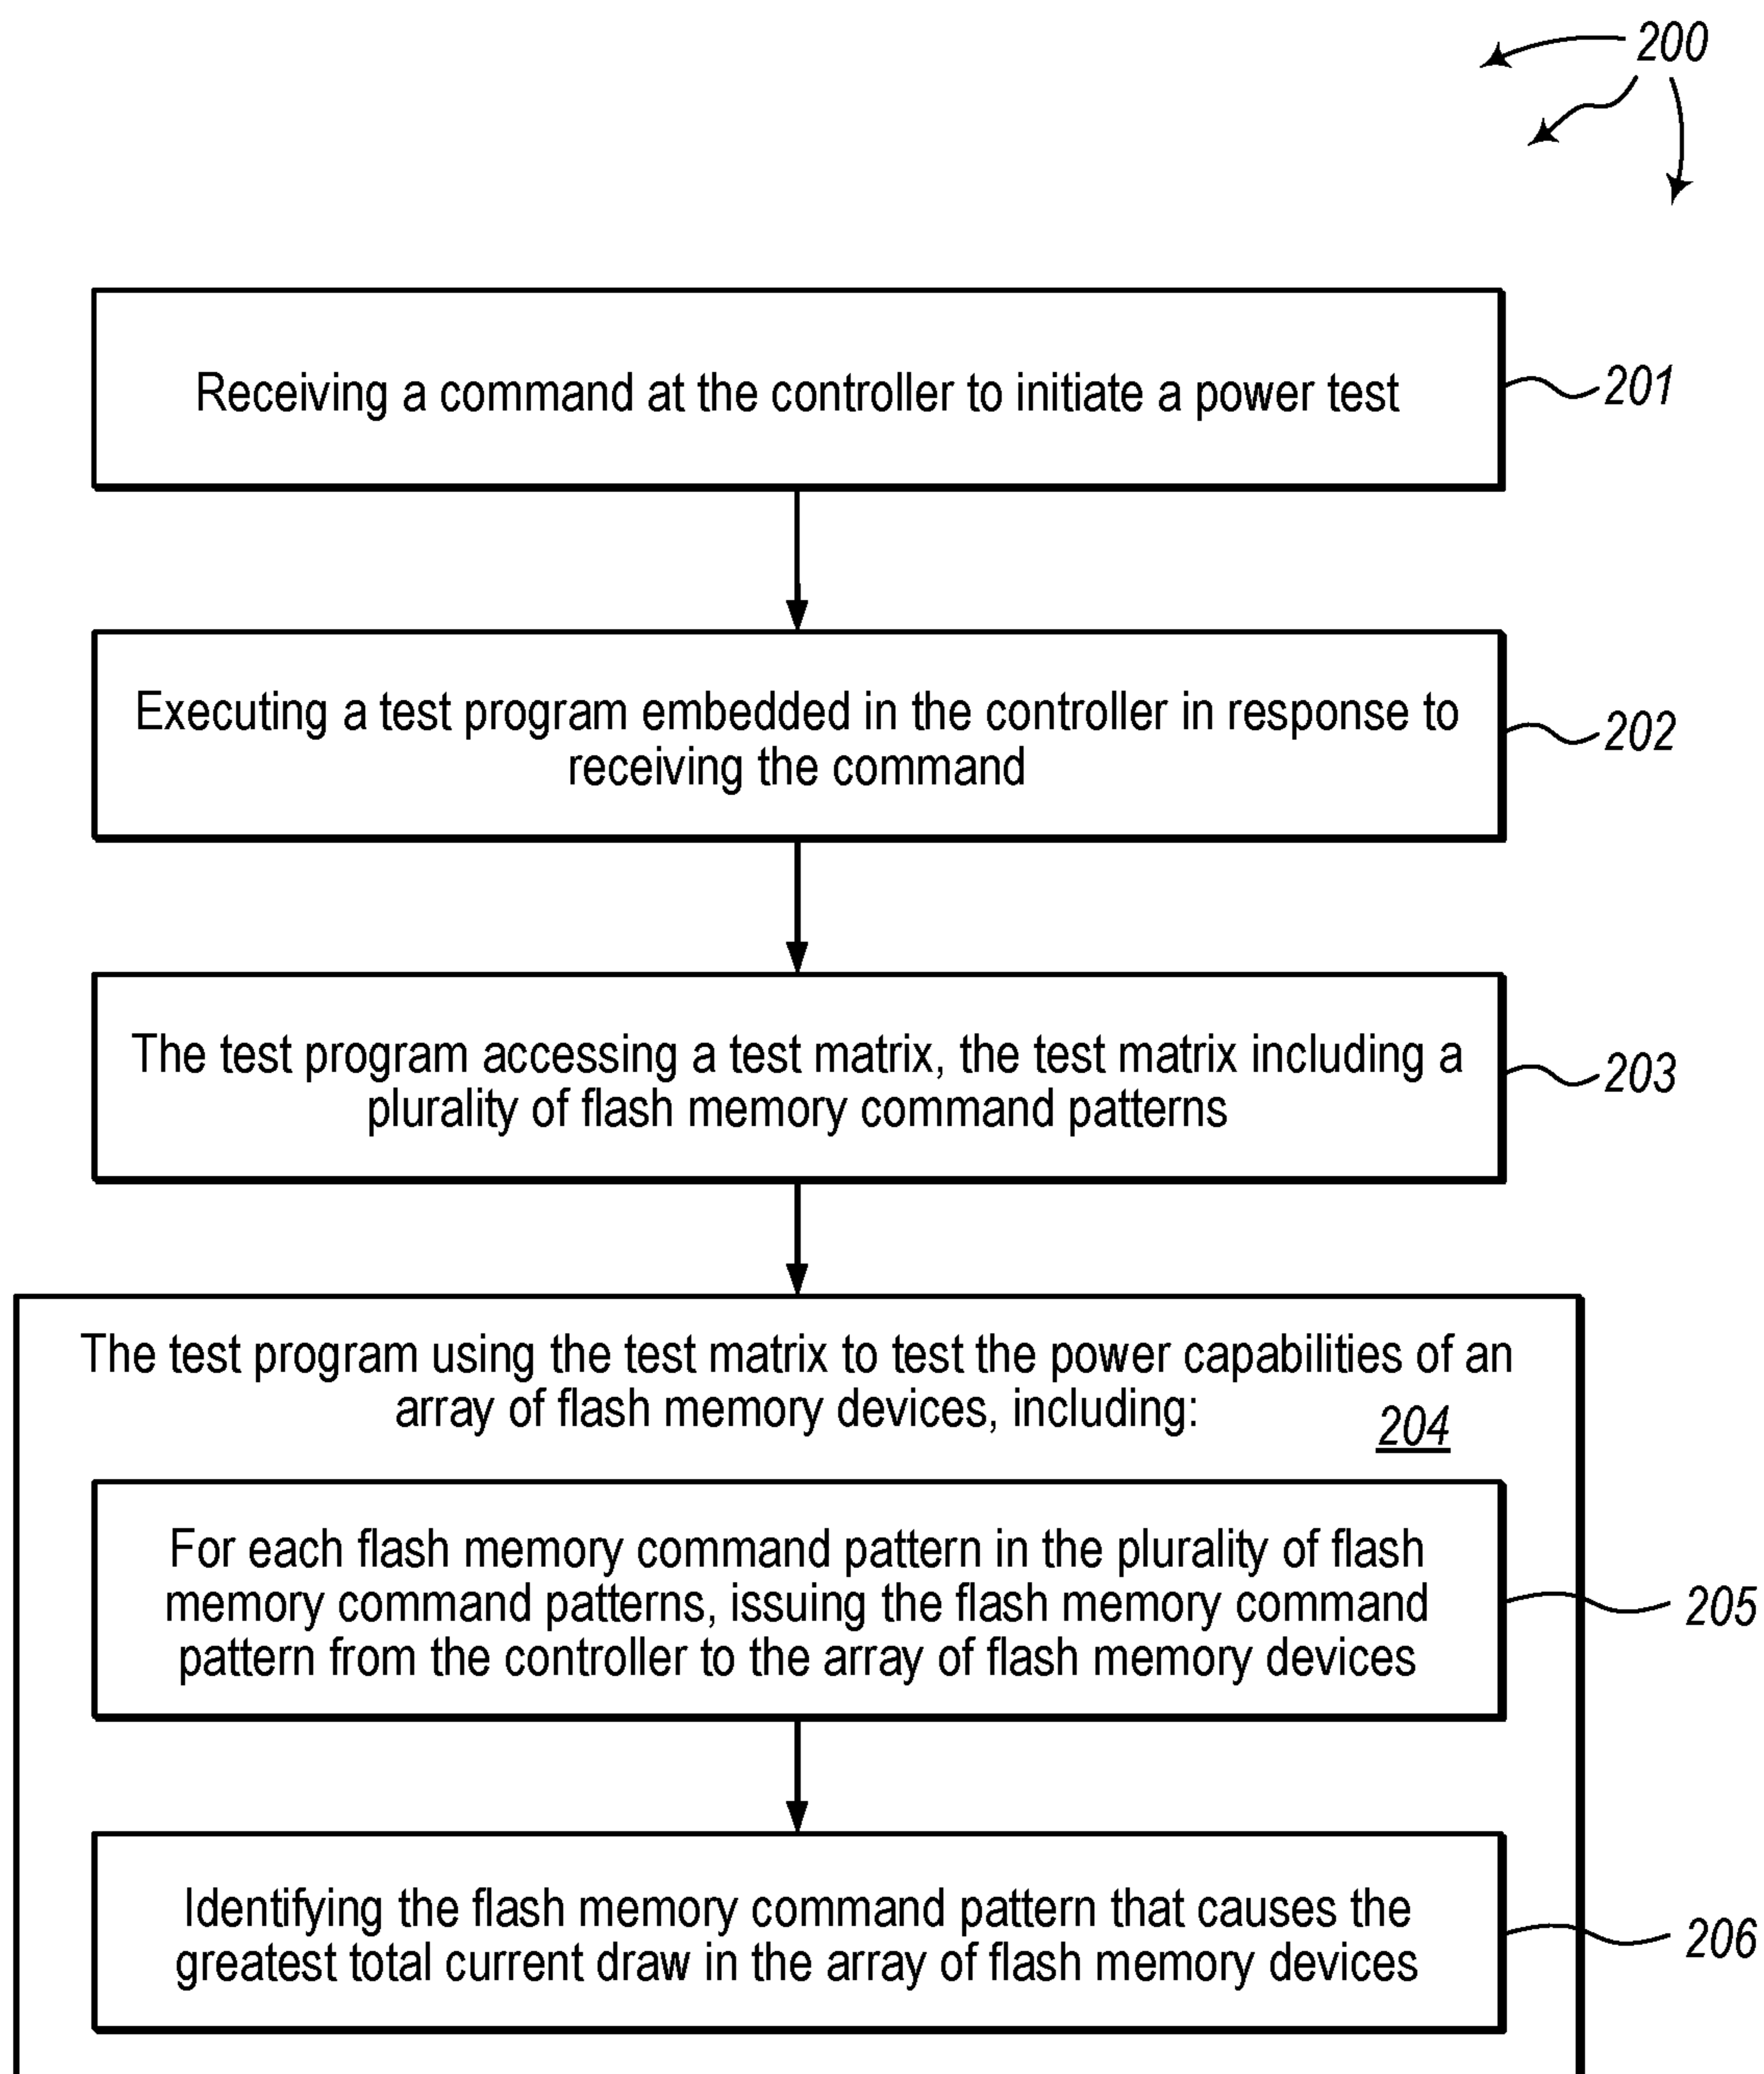 200
Receiving a command at the controller to initiate a power test
201
Executing a test program embedded in the controller in response to
receiving the command
202
The test program accessing a test matrix, the test matrix including a
plurality of flash memory command patterns
203
The test program using the test matrix to test the power capabilities of an
array of flash memory devices, including:
204
For each flash memory command pattern in the plurality of flash
memory command patterns, issuing the flash memory command
pattern from the controller to the array of flash memory devices
205
Identifying the flash memory command pattern that causes the
greatest total current draw in the array of flash memory devices
206